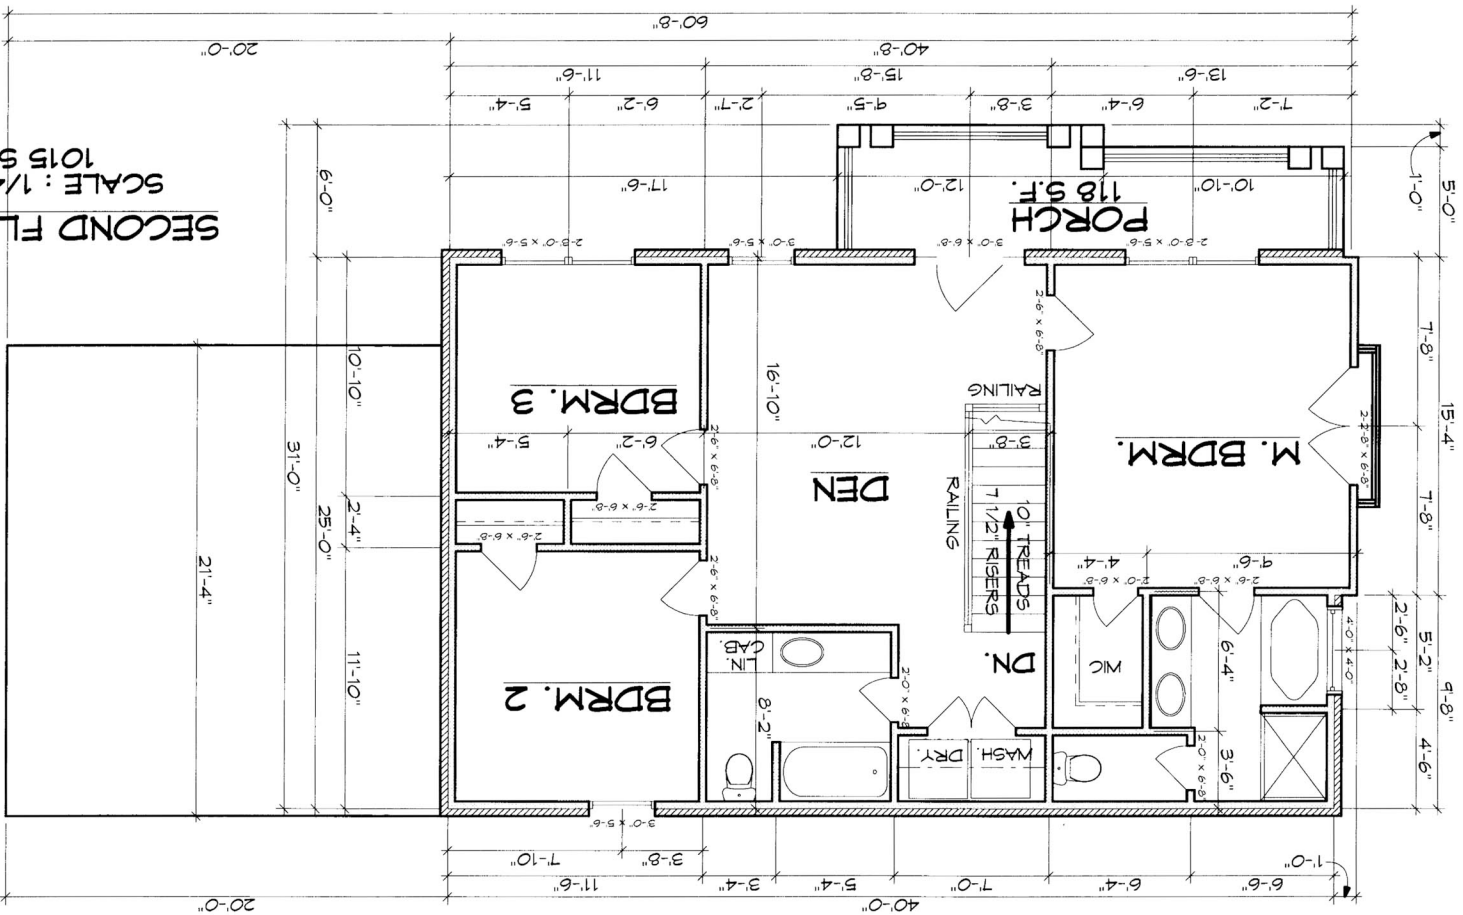 40'-0" 20'-0"
6'-6" 6'-4" 7'-0" 5'-4" 3'-4" 11'-6"
1'-0" 3'-8" 7'-10"
3'-0" x 5'-6"
4'-6"
3'-6"
2'-0" x 6'-8"
WASH. DRY.
9'-8"
5'-2"
2'-8"
2'-6"
4'-0" x 4'-0"
6'-4"
WIC
DN.
2'-0" x 6'-8"
8'-2"
LIN.
CAB.
BDRM. 2
11'-10"
2'-6" x 6'-8" 2'-0" x 6'-8"
9'-6" 4'-4"
10" TREADS
7 1/2" RISERS
RAILING
2'-6" x 6'-8"
2'-6" x 6'-8"
2'-6" x 6'-8"
2'-4"
25'-0"
21'-4"
7'-8"
15'-4"
7'-8"
M. BDRM.
2-2'-8" x 6'-8"
DEN
3'-8" 12'-0" 6'-2" 5'-4"
2'-6" x 6'-8"
31'-0"
RAILING
16'-10"
BDRM. 3
10'-10"
2'-6" x 6'-8"
2-3'-0" x 5'-6" 3'-0" x 6'-8" 3'-0" x 5'-6" 2-3'-0" x 5'-6"
PORCH
118 S.F.
10'-10" 12'-0" 17'-6"
5'-0"
1'-0"
6'-0"
SECOND FL
SCALE : 1/4
1015 S
7'-2" 6'-4" 3'-8" 9'-5" 2'-7" 6'-2" 5'-4"
13'-6" 15'-8" 11'-6"
40'-8" 20'-0"
60'-8"